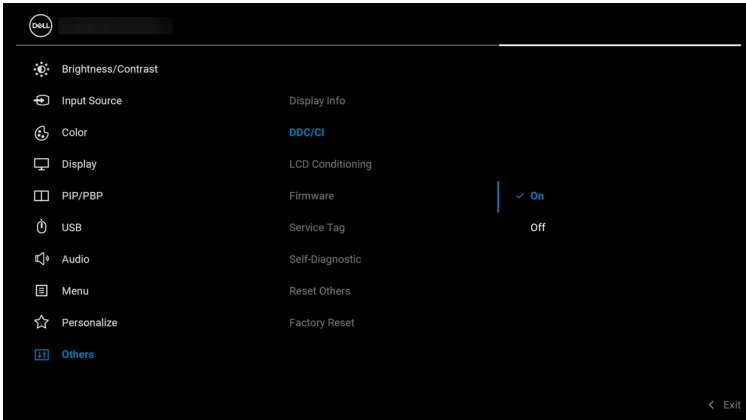 DELL
Brightness/Contrast
Input Source
Color
Display
PIP/PBP
USB
Audio
Menu
Personalize
Others
Display Info
DDC/CI
LCD Conditioning
Firmware
Service Tag
Self-Diagnostic
Reset Others
Factory Reset
On
Off
Exit